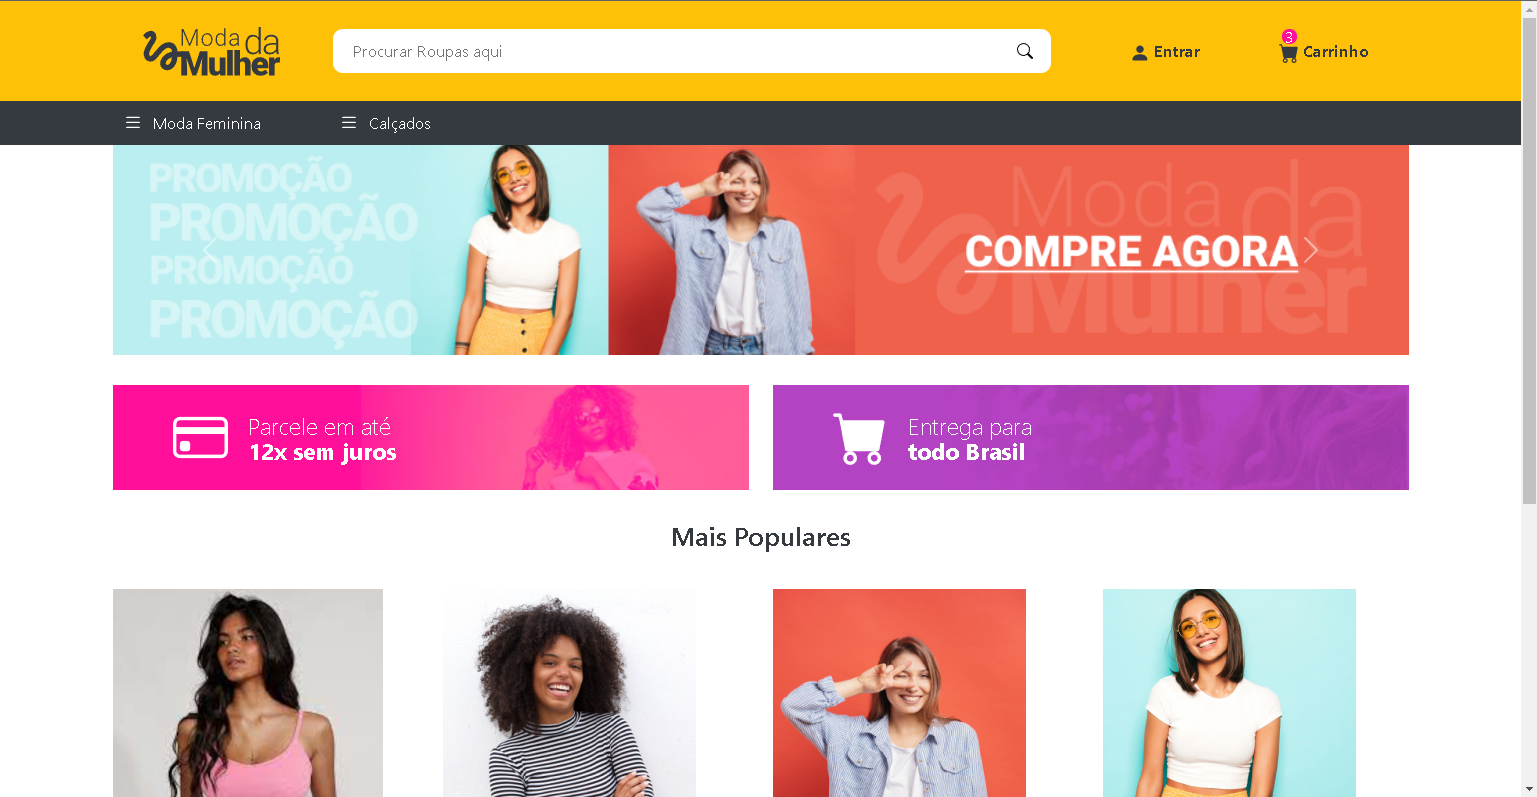 Moda da
Mulher
Procurar Roupas aqui
Entrar
3
Carrinho
Moda Feminina
Calçados
PROMOÇÃO
PROMOÇÃO
PROMOÇÃO
PROMOÇÃO
Moda da
Mulher
COMPRE AGORA
Parcele em até
12x sem juros
Entrega para
todo Brasil
Mais Populares